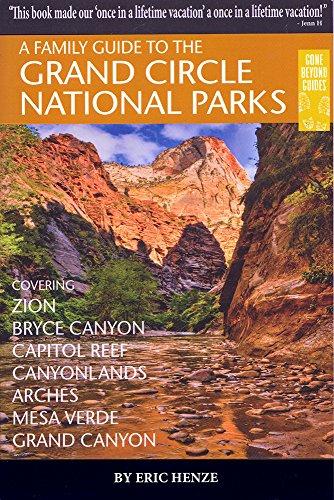 "This book made our 'once in a lifetime vacation' a once in a lifetime vacation!"
- Jenn H
A FAMILY GUIDE TO THE
GRAND CIRCLE
NATIONAL PARKS
GONE
BEYOND
GUIDES
COVERING
ZION
BRYCE CANYON
CAPITOL REEF
CANYONLANDS
ARCHES
MESA VERDE
GRAND CANYON
BY ERIC HENZE